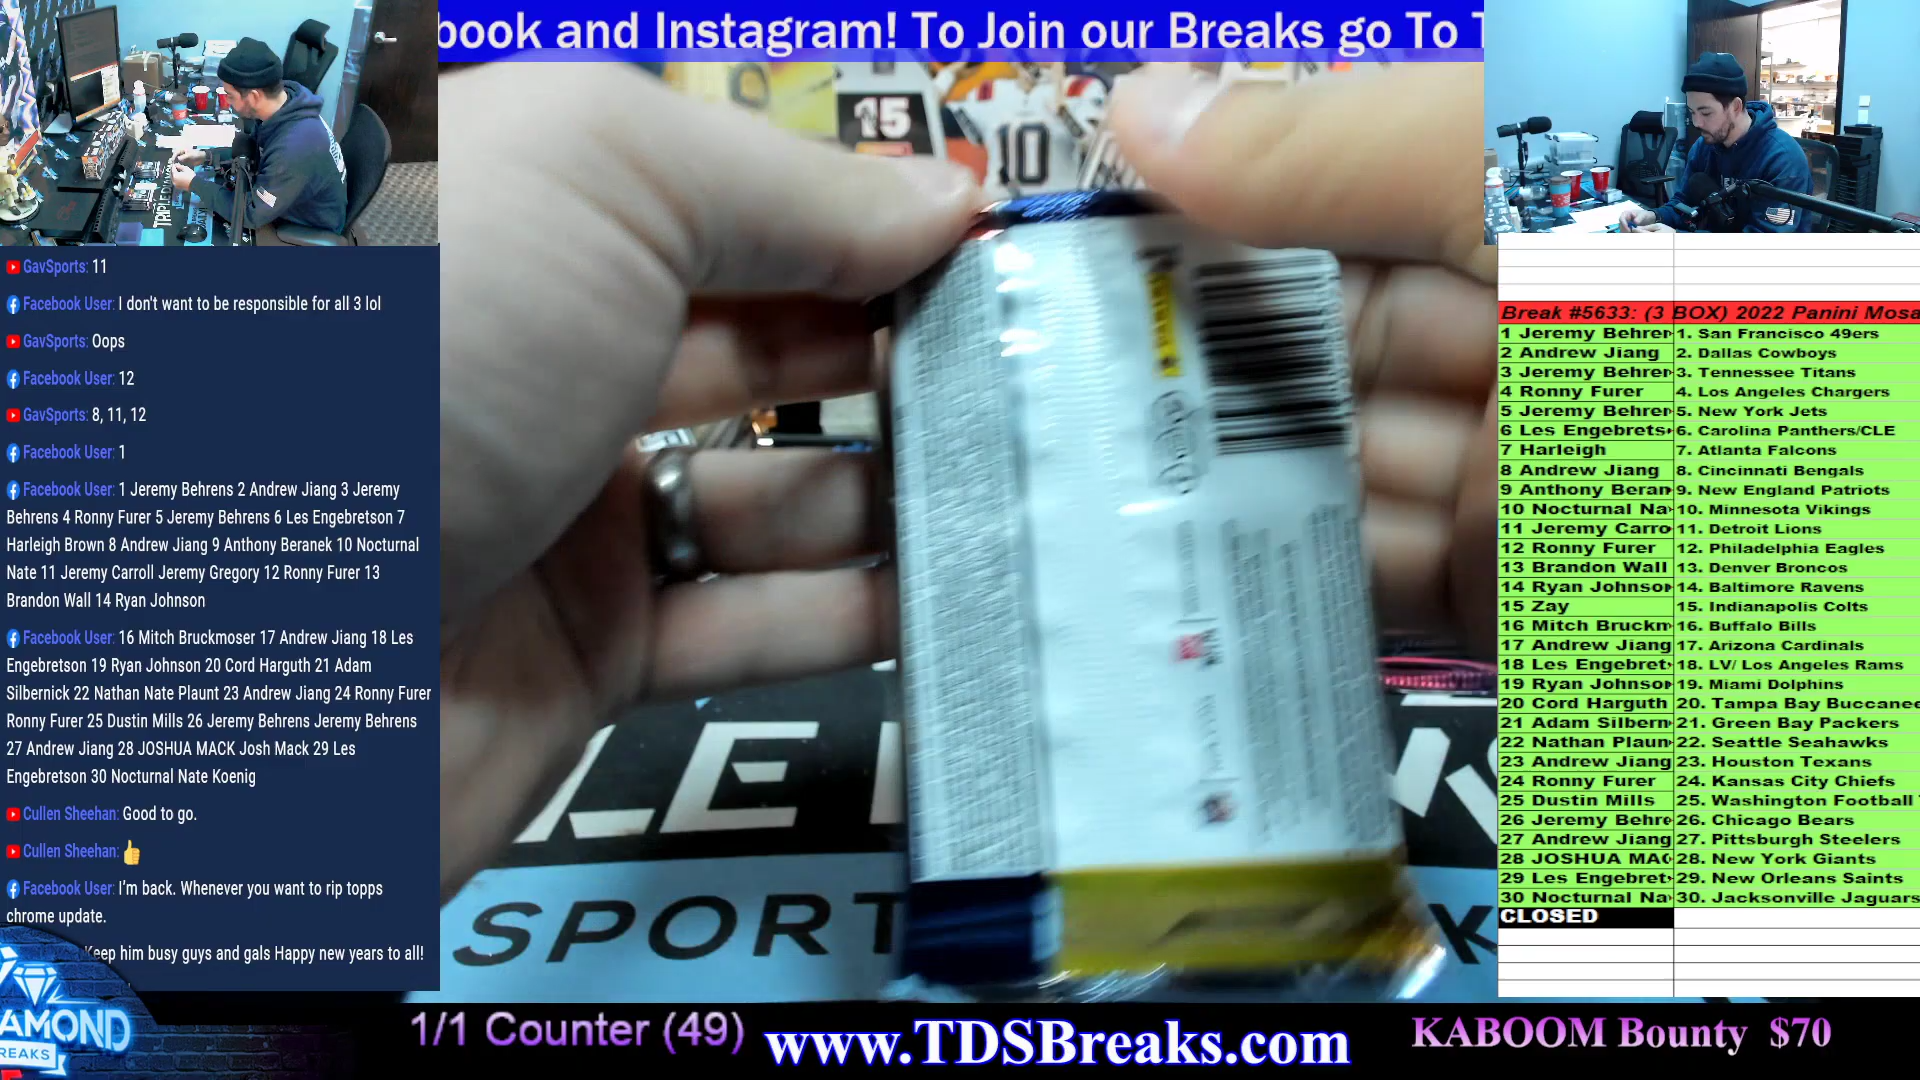 book and Instagram! To Join our Breaks go To T
15
10
GavSports: 11
Facebook User: I don't want to be responsible for all 3 lol
GavSports: Oops
Facebook User: 12
GavSports: 8, 11, 12
Facebook User: 1
Facebook User: 1 Jeremy Behrens 2 Andrew Jiang 3 Jeremy
Behrens 4 Ronny Furer 5 Jeremy Behrens 6 Les Engebretson 7
Harleigh Brown 8 Andrew Jiang 9 Anthony Beranek 10 Nocturnal
Nate 11 Jeremy Carroll Jeremy Gregory 12 Ronny Furer 13
Brandon Wall 14 Ryan Johnson
Facebook User: 16 Mitch Bruckmoser 17 Andrew Jiang 18 Les
Engebretson 19 Ryan Johnson 20 Cord Harguth 21 Adam
Silbernick 22 Nathan Nate Plaunt 23 Andrew Jiang 24 Ronny Furer
Ronny Furer 25 Dustin Mills 26 Jeremy Behrens Jeremy Behrens
27 Andrew Jiang 28 JOSHUA MACK Josh Mack 29 Les
Engebretson 30 Nocturnal Nate Koenig
Cullen Sheehan: Good to go.
Cullen Sheehan: 👍
Facebook User: I'm back. Whenever you want to rip topps
chrome update.
Keep him busy guys and gals Happy new years to all!
Break #5633: (3 BOX) 2022 Panini Mosa
1 Jeremy Behren 1. San Francisco 49ers
2 Andrew Jiang 2. Dallas Cowboys
3 Jeremy Behren 3. Tennessee Titans
4 Ronny Furer 4. Los Angeles Chargers
5 Jeremy Behren 5. New York Jets
6 Les Engebrets 6. Carolina Panthers/CLE
7 Harleigh 7. Atlanta Falcons
8 Andrew Jiang 8. Cincinnati Bengals
9 Anthony Beran 9. New England Patriots
10 Nocturnal Na 10. Minnesota Vikings
11 Jeremy Carro 11. Detroit Lions
12 Ronny Furer 12. Philadelphia Eagles
13 Brandon Wall 13. Denver Broncos
14 Ryan Johnson 14. Baltimore Ravens
15 Zay 15. Indianapolis Colts
16 Mitch Bruckm 16. Buffalo Bills
17 Andrew Jiang 17. Arizona Cardinals
18 Les Engebret 18. LV/ Los Angeles Rams
19 Ryan Johnson 19. Miami Dolphins
20 Cord Harguth 20. Tampa Bay Buccanee
21 Adam Silbern 21. Green Bay Packers
22 Nathan Plaun 22. Seattle Seahawks
23 Andrew Jiang 23. Houston Texans
24 Ronny Furer 24. Kansas City Chiefs
25 Dustin Mills 25. Washington Football T
26 Jeremy Behre 26. Chicago Bears
27 Andrew Jiang 27. Pittsburgh Steelers
28 JOSHUA MAC 28. New York Giants
29 Les Engebret 29. New Orleans Saints
30 Nocturnal Na 30. Jacksonville Jaguars
CLOSED
LE
SPORT
AMOND
REAKS
1/1 Counter (49)
www.TDSBreaks.com
KABOOM Bounty $70